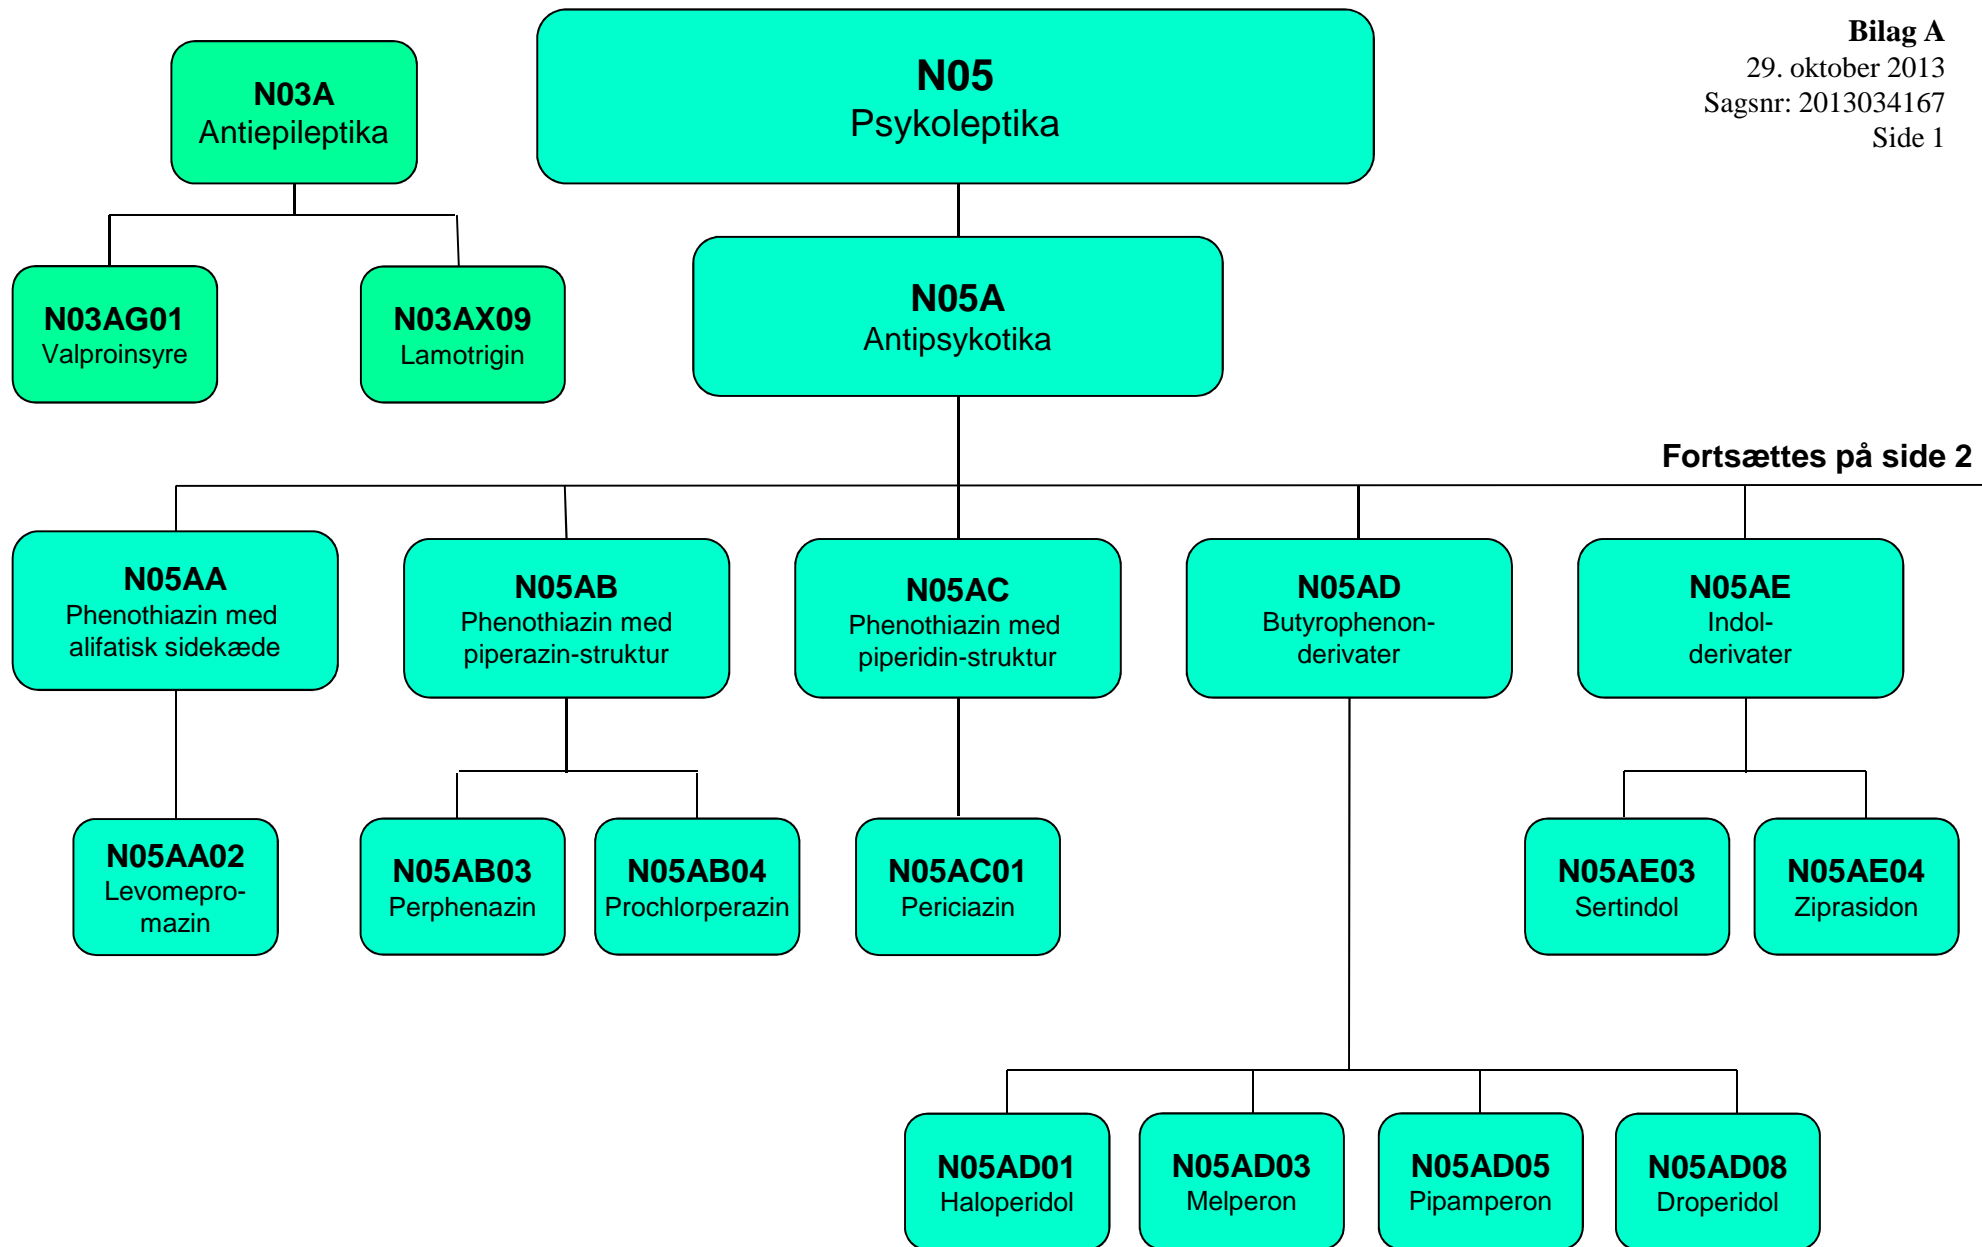 Bilag A
29. oktober 2013
Sagsnr: 2013034167
Side 1
N03A
Antiepileptika
N05
Psykoleptika
N03AG01
Valproinsyre
N03AX09
Lamotrigin
N05A
Antipsykotika
Fortsættes på side 2
N05AA
Phenothiazin med
alifatisk sidekæde
N05AB
Phenothiazin med
piperazin-struktur
N05AC
Phenothiazin med
piperidin-struktur
N05AD
Butyrophenon-
derivater
N05AE
Indol-
derivater
N05AA02
Levomepro-
mazin
N05AB03
Perphenazin
N05AB04
Prochlorperazin
N05AC01
Periciazin
N05AE03
Sertindol
N05AE04
Ziprasidon
N05AD01
Haloperidol
N05AD03
Melperon
N05AD05
Pipamperon
N05AD08
Droperidol